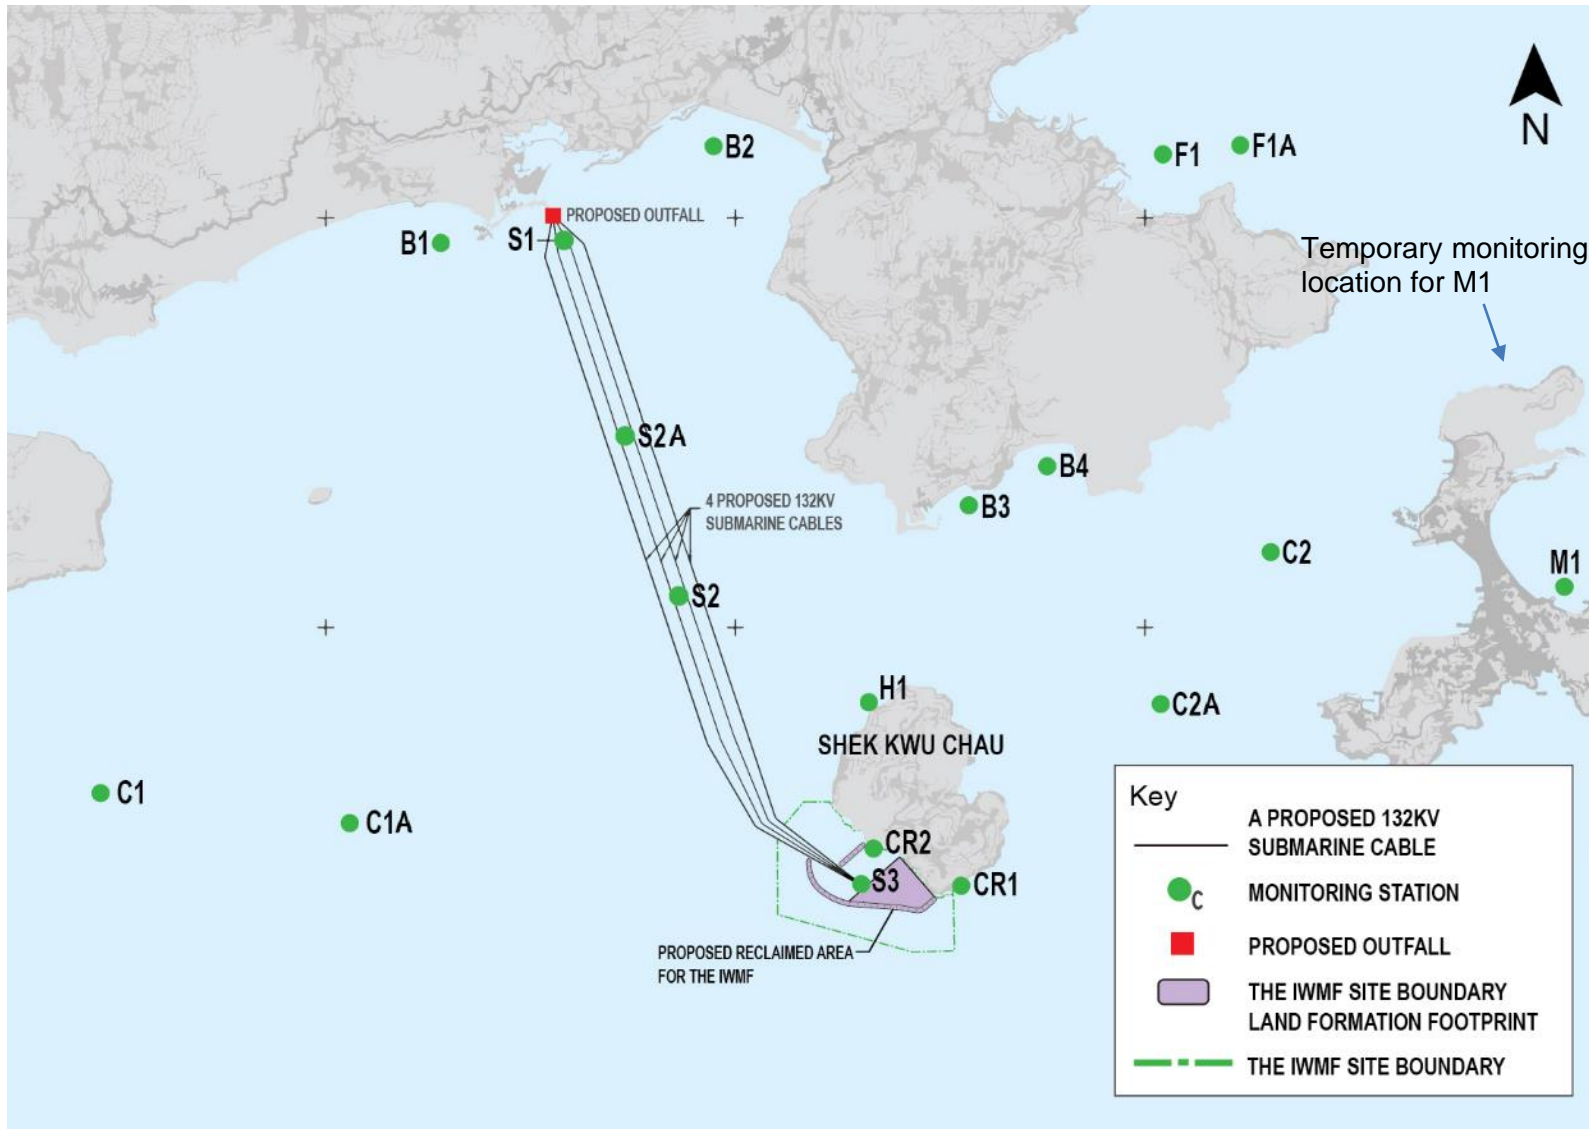 N
B2
F1
F1A
PROPOSED OUTFALL
B1
S1
Temporary monitoring
location for M1
S2A
B4
4 PROPOSED 132KV
SUBMARINE CABLES
B3
C2
M1
S2
H1
C2A
SHEK KWU CHAU
C1
C1A
CR2
S3
CR1
PROPOSED RECLAIMED AREA
FOR THE IWMF
Key
A PROPOSED 132KV
SUBMARINE CABLE
C
MONITORING STATION
PROPOSED OUTFALL
THE IWMF SITE BOUNDARY
LAND FORMATION FOOTPRINT
THE IWMF SITE BOUNDARY